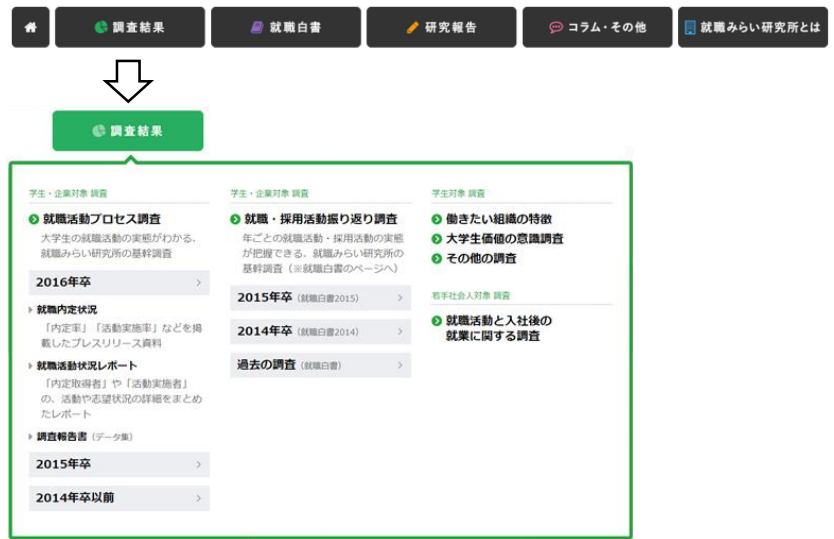 調査結果
就職白書
研究報告
コラム・その他
就職みらい研究所とは
調査結果
学生・企業対象 調査
就職活動プロセス調査
大学生の就職活動の実態がわかる、
就職みらい研究所の基幹調査
2016年卒
就職内定状況
「内定率」「活動実施率」などを掲
載したプレスリリース資料
就職活動状況レポート
「内定取得者」や「活動実施者」
の、活動や志望状況の詳細をまとめ
たレポート
調査報告書(データ集)
2015年卒
2014年卒以前
学生・企業対象 調査
就職・採用活動振り返り調査
年ごとの就職活動・採用活動の実態
が把握できる、就職みらい研究所の
基幹調査(※就職白書のページへ)
2015年卒(就職白書2015)
2014年卒(就職白書2014)
過去の調査(就職白書)
学生対象 調査
働きたい組織の特徴
大学生価値の意識調査
その他の調査
若手社会人対象 調査
就職活動と入社後の
就業に関する調査